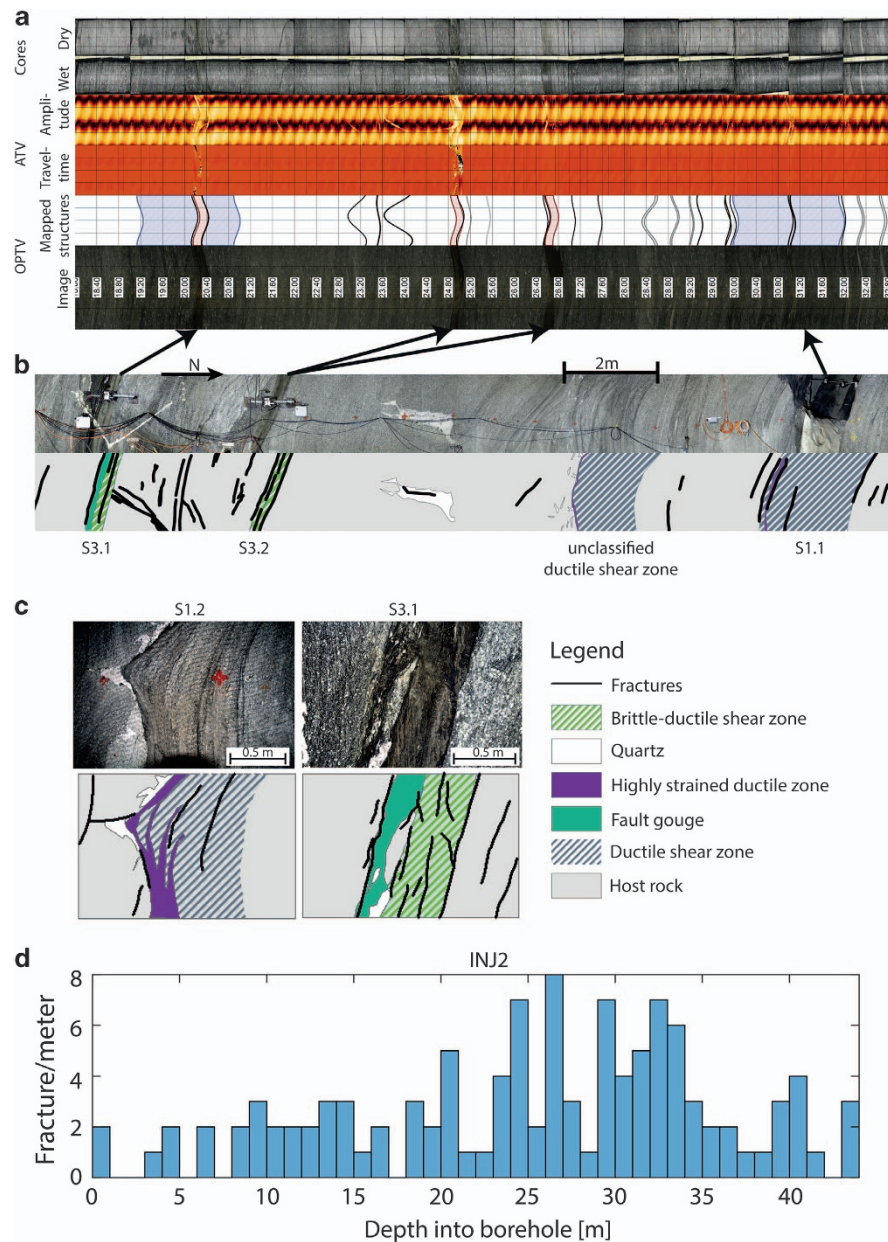 a
Cores
Dry
Wet
ATV
Ampli-
tude
Travel-
time
OPTV
Mapped
structures
Image
18.40
18.80
19.20
19.60
20.00
20.40
20.80
21.20
21.60
22.00
22.40
22.80
23.20
23.60
24.00
24.40
24.80
25.20
25.60
26.00
26.40
26.80
27.20
27.60
28.00
28.40
28.80
29.20
29.60
30.00
30.40
30.80
31.20
31.60
32.00
32.40
b
N
2m
S3.1
S3.2
unclassified
ductile shear zone
S1.1
c
S1.2
S3.1
0.5 m
0.5 m
Legend
Fractures
Brittle-ductile shear zone
Quartz
Highly strained ductile zone
Fault gouge
Ductile shear zone
Host rock
d
INJ2
Fracture/meter
8
6
4
2
0
0 5 10 15 20 25 30 35 40
Depth into borehole [m]